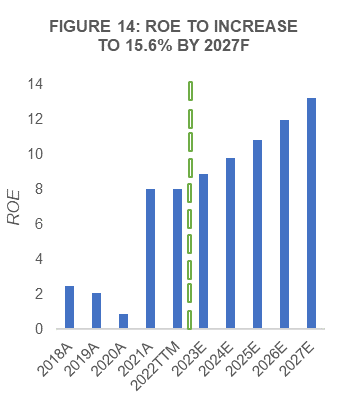 FIGURE 14: ROE TO INCREASE
TO 15.6% BY 2027F
14
12
10
8
6
4
2
0
ROE
2018A
2019A
2020A
2021A
2022TTM
2023E
2024E
2025E
2026E
2027E